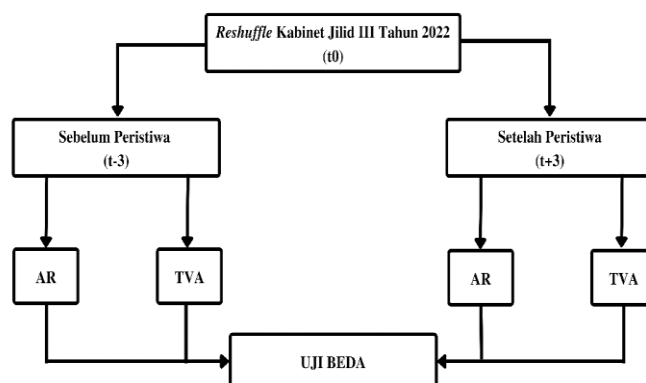 Reshuffle Kabinet Jilid III Tahun 2022
(t0)
Sebelum Peristiwa
(t-3)
Setelah Peristiwa
(t+3)
AR
TVA
AR
TVA
UJI BEDA